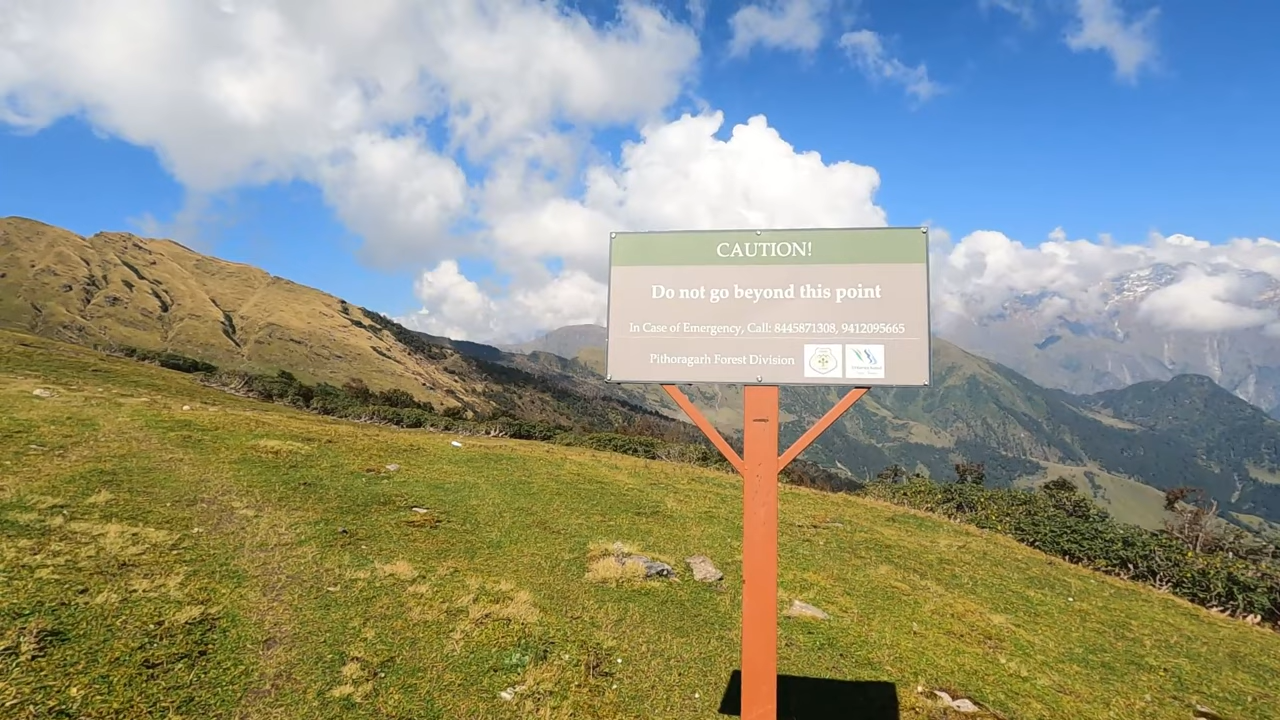 CAUTION!
Do not go beyond this point
In Case of Emergency, Call: 8445871308, 9412095665
Pithoragarh Forest Division